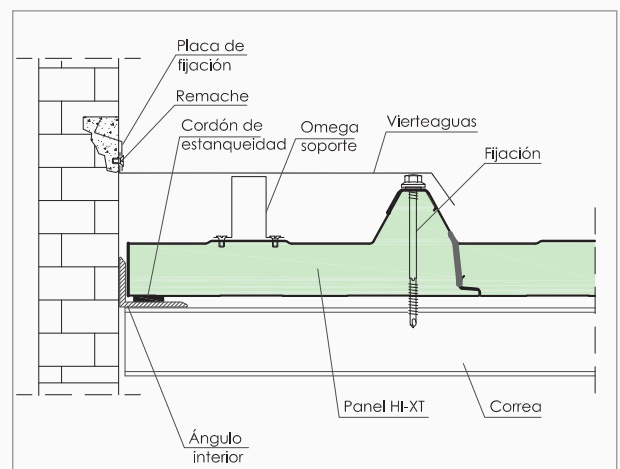 Placa de
fijación
Remache
Cordón de
estanqueidad
Omega
soporte
Vierteaguas
Fijación
Panel HI-XT
Correa
Ángulo
interior